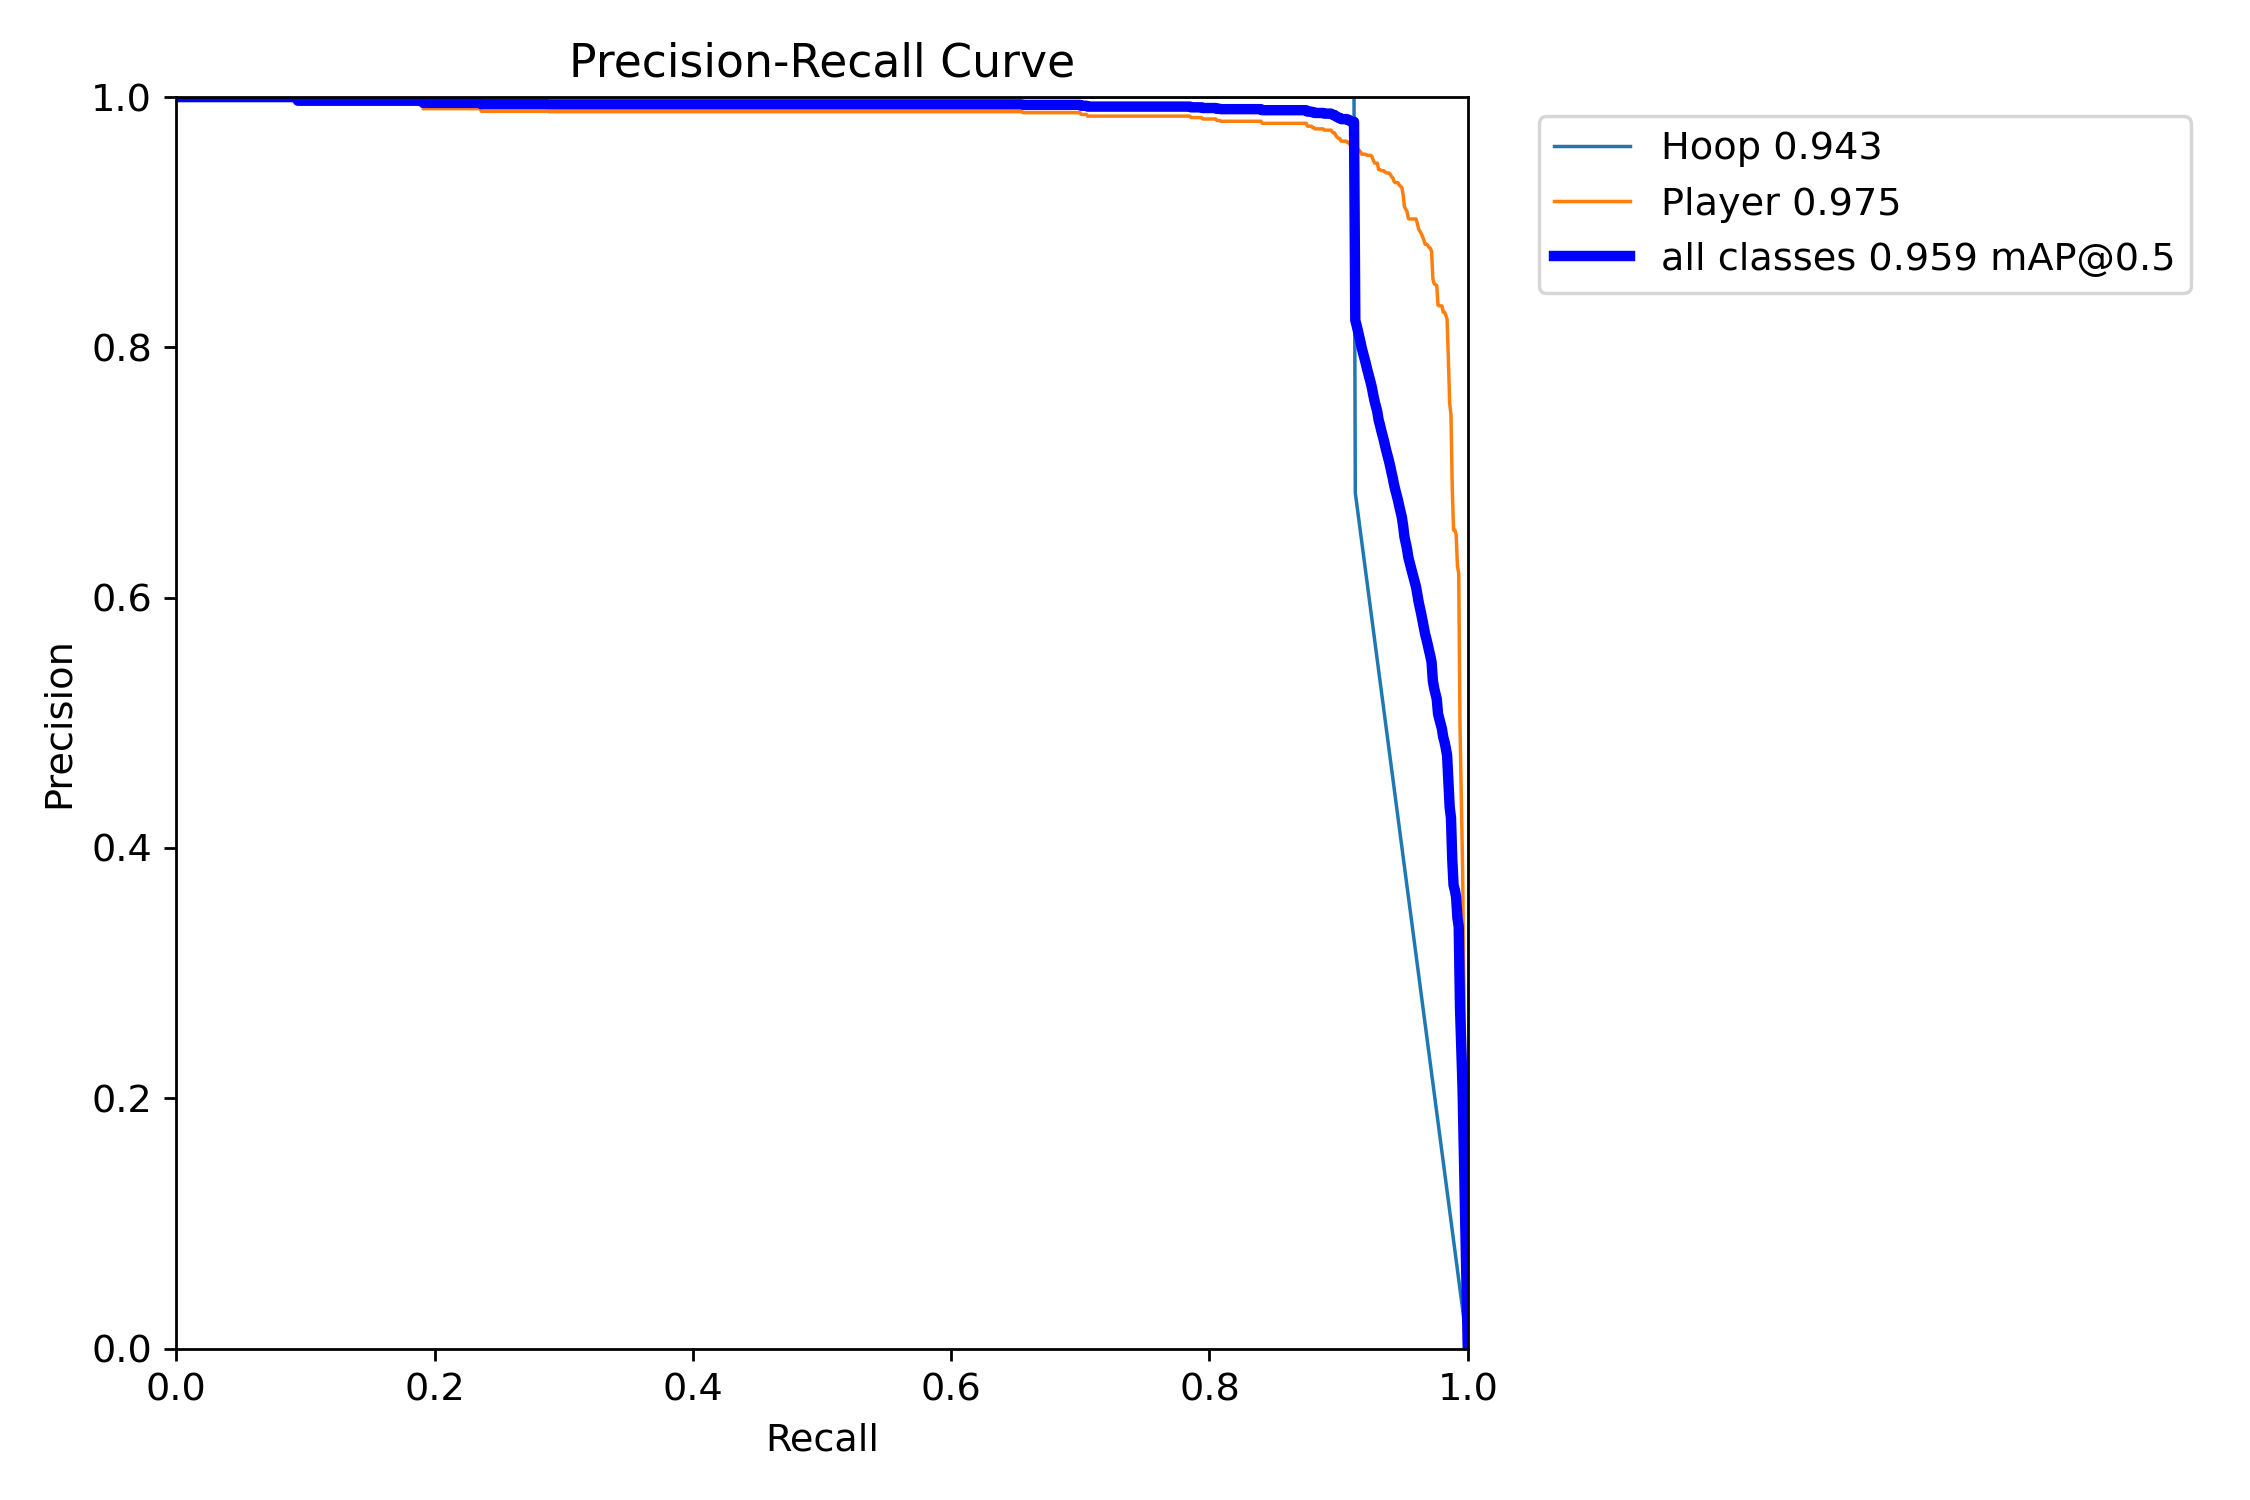 Precision-Recall Curve
1.0
0.8
0.6
0.4
0.2
0.0
Precision
0.0 0.2 0.4 0.6 0.8 1.0
Recall
Hoop 0.943
Player 0.975
all classes 0.959 mAP@0.5